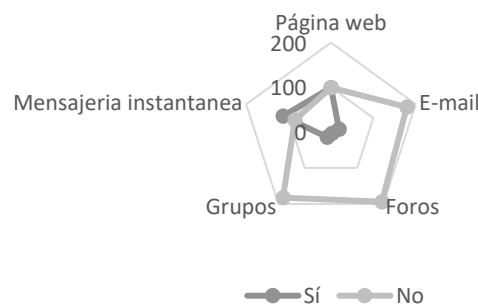 Página web
200
100
0
Mensajeria instantanea
E-mail
Grupos
Foros
Sí No